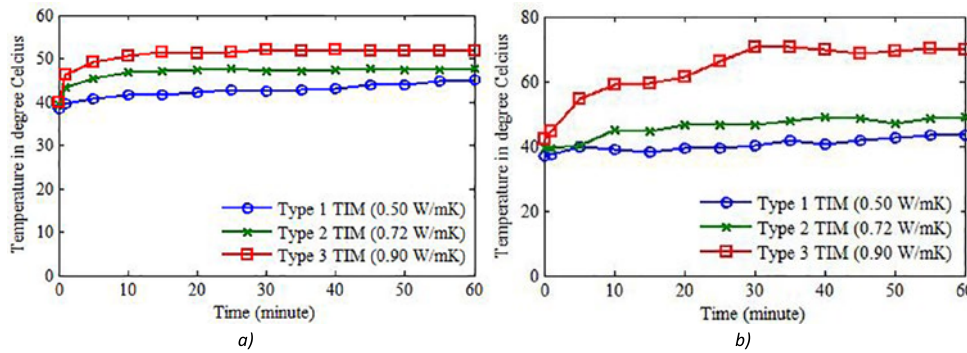 60
50
40
30
20
10
0
Temperature in degree Celcius
Type 1 TIM (0.50 W/mK)
Type 2 TIM (0.72 W/mK)
Type 3 TIM (0.90 W/mK)
0 10 20 30 40 50 60
Time (minute)
a)
80
60
40
20
0
Temperature in degree Celcius
Type 1 TIM (0.50 W/mK)
Type 2 TIM (0.72 W/mK)
Type 3 TIM (0.90 W/mK)
0 10 20 30 40 50 60
Time (minute)
b)